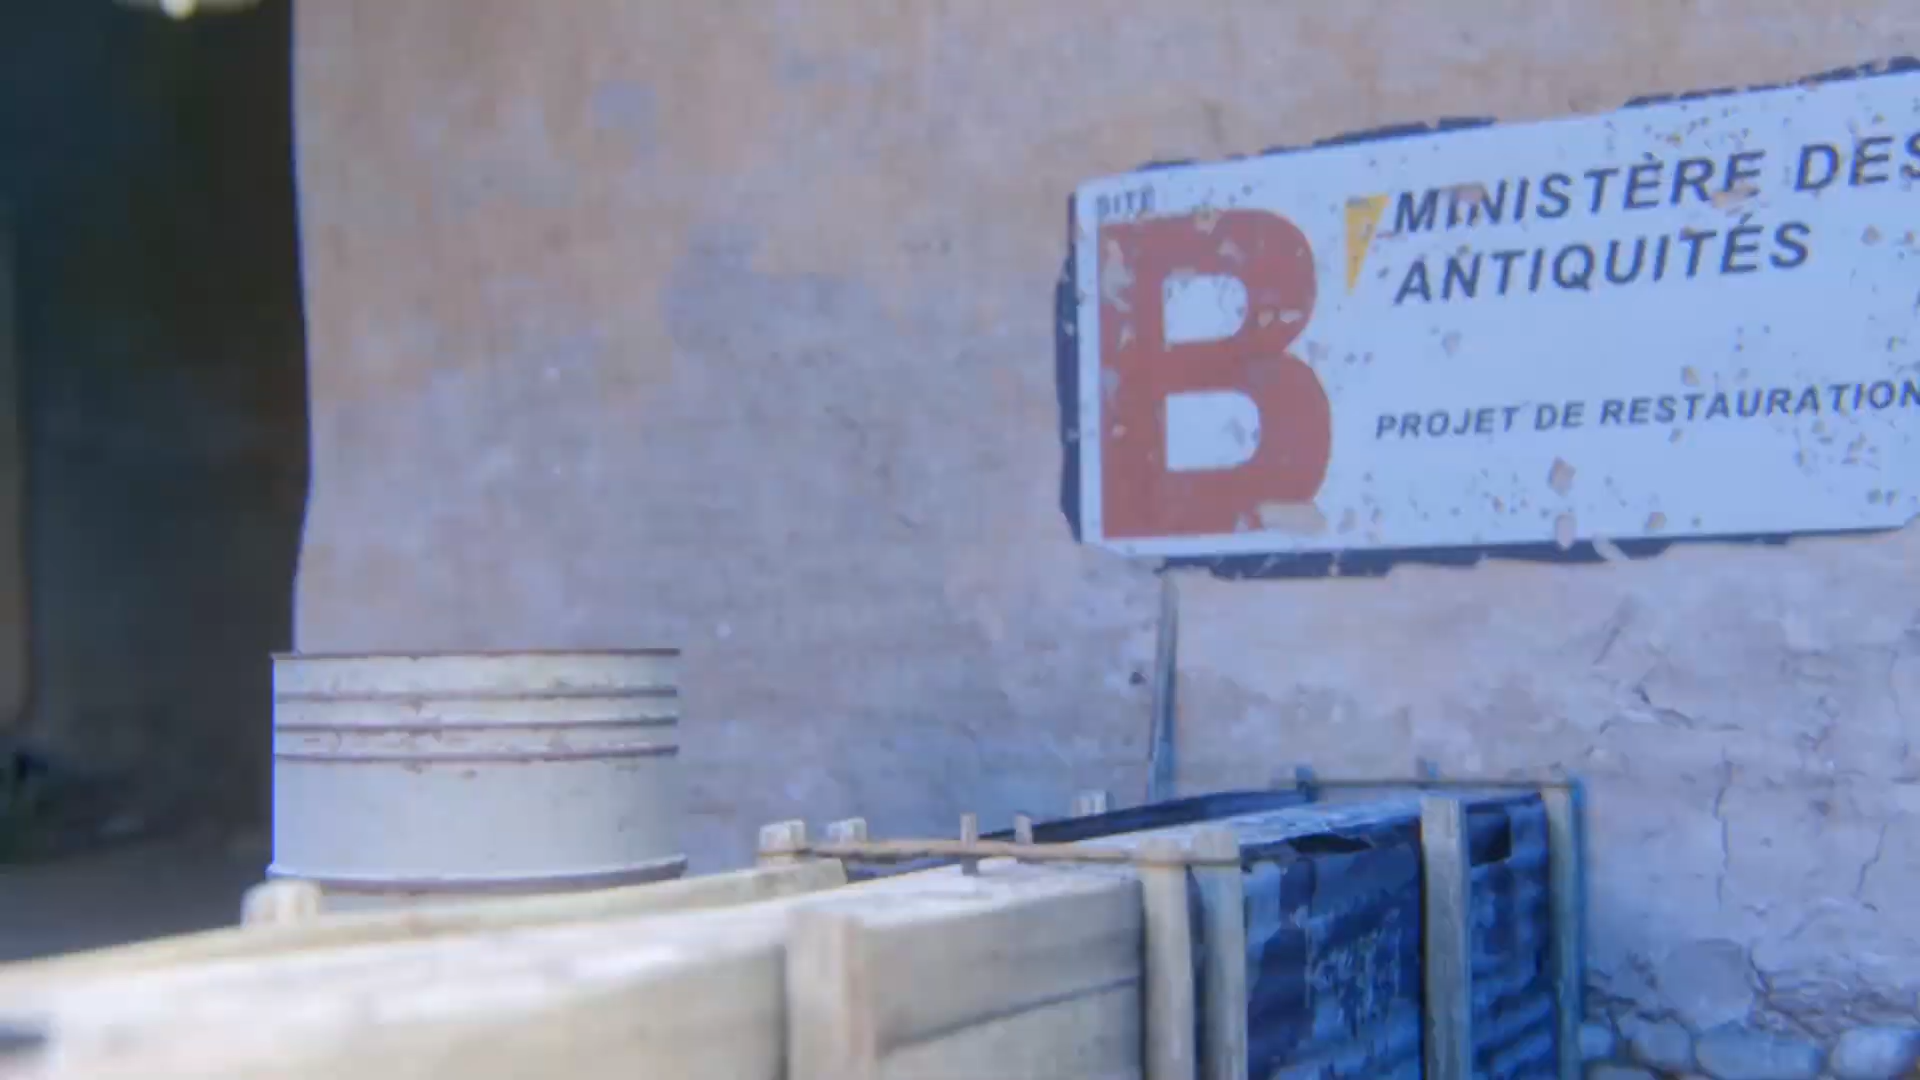 SITE
B
MINISTÈRE DES
ANTIQUITÉS
PROJET DE RESTAURATION